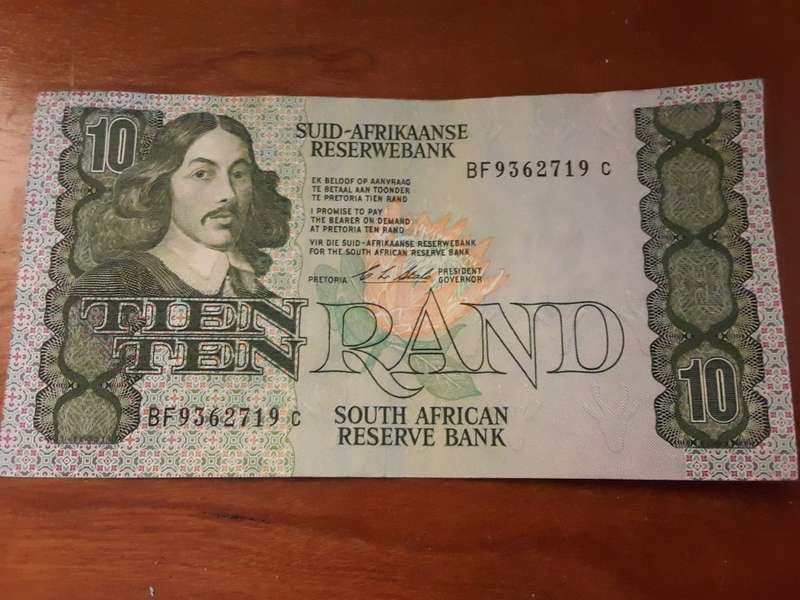 10
SUID-AFRIKAANSE
RESERWEBANK
BF9362719 C
EK BELOOF OP AANVRAAG
TE BETAAL AAN TOONDER
TE PRETORIA TIEN RAND
I PROMISE TO PAY
THE BEARER ON DEMAND
AT PRETORIA TEN RAND
VIR DIE SUID-AFRIKAANSE RESERWEBANK
FOR THE SOUTH AFRICAN RESERVE BANK
PRETORIA
PRESIDENT
GOVERNOR
TIEN
TEN
RAND
10
BF9362719 C
SOUTH AFRICAN
RESERVE BANK